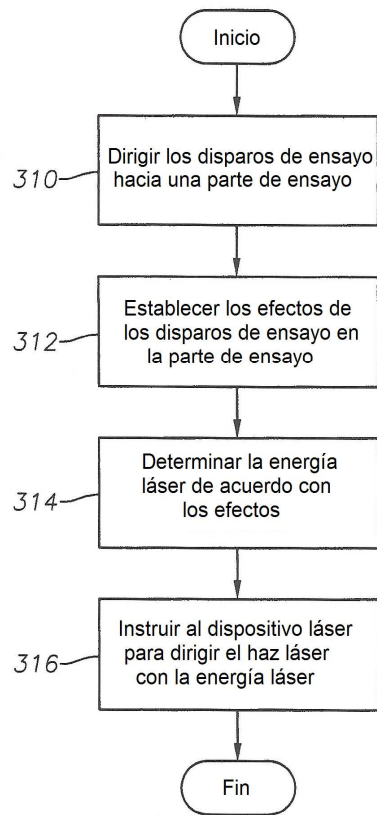 Inicio
310
Dirigir los disparos de ensayo
hacia una parte de ensayo
312
Establecer los efectos de
los disparos de ensayo en
la parte de ensayo
314
Determinar la energía
láser de acuerdo con
los efectos
316
Instruir al dispositivo láser
para dirigir el haz láser
con la energía láser
Fin